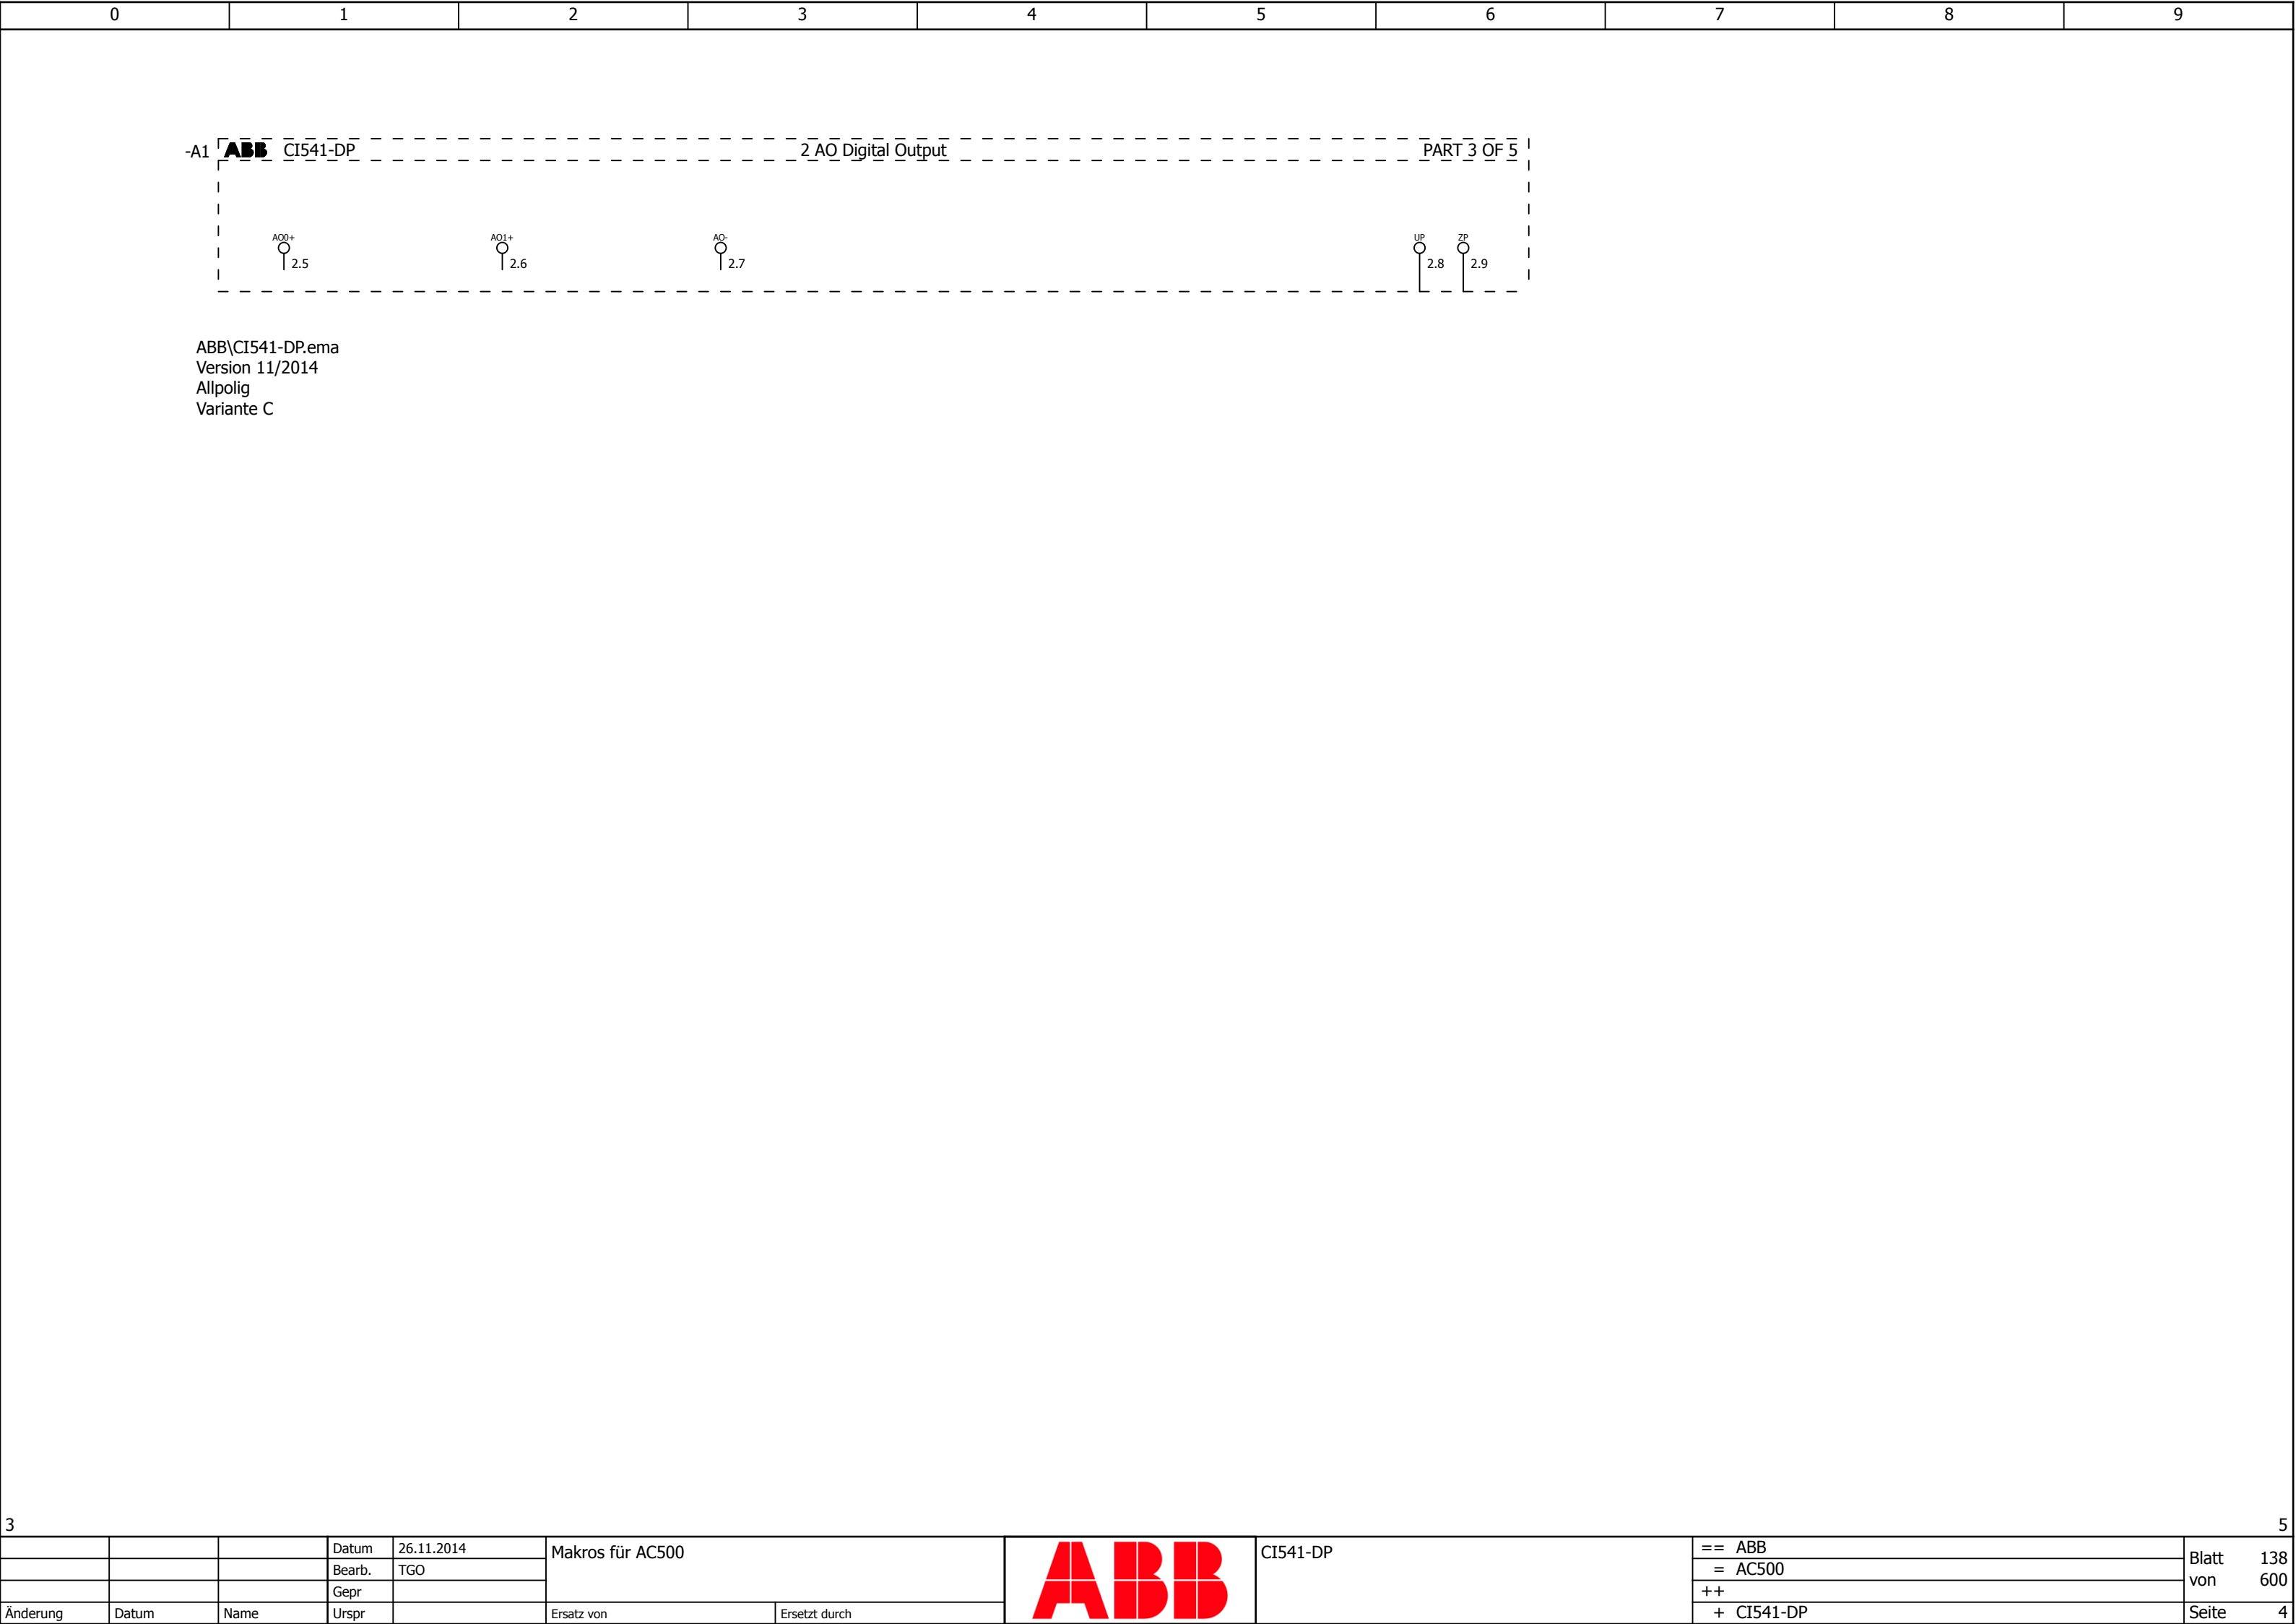 0 1 2 3 4 5 6 7 8 9
-A1 ABB CI541-DP 2 AO Digital Output PART 3 OF 5
AO0+ AO1+ AO- UP ZP
2.5 2.6 2.7 2.8 2.9
ABB\CI541-DP.ema
Version 11/2014
Allpolig
Variante C
3 5
Datum 26.11.2014 Makros für AC500 ABB CI541-DP == ABB Blatt 138
Bearb. TGO = AC500 von 600
Gepr ++
Änderung Datum Name Urspr Ersatz von Ersetzt durch + CI541-DP Seite 4